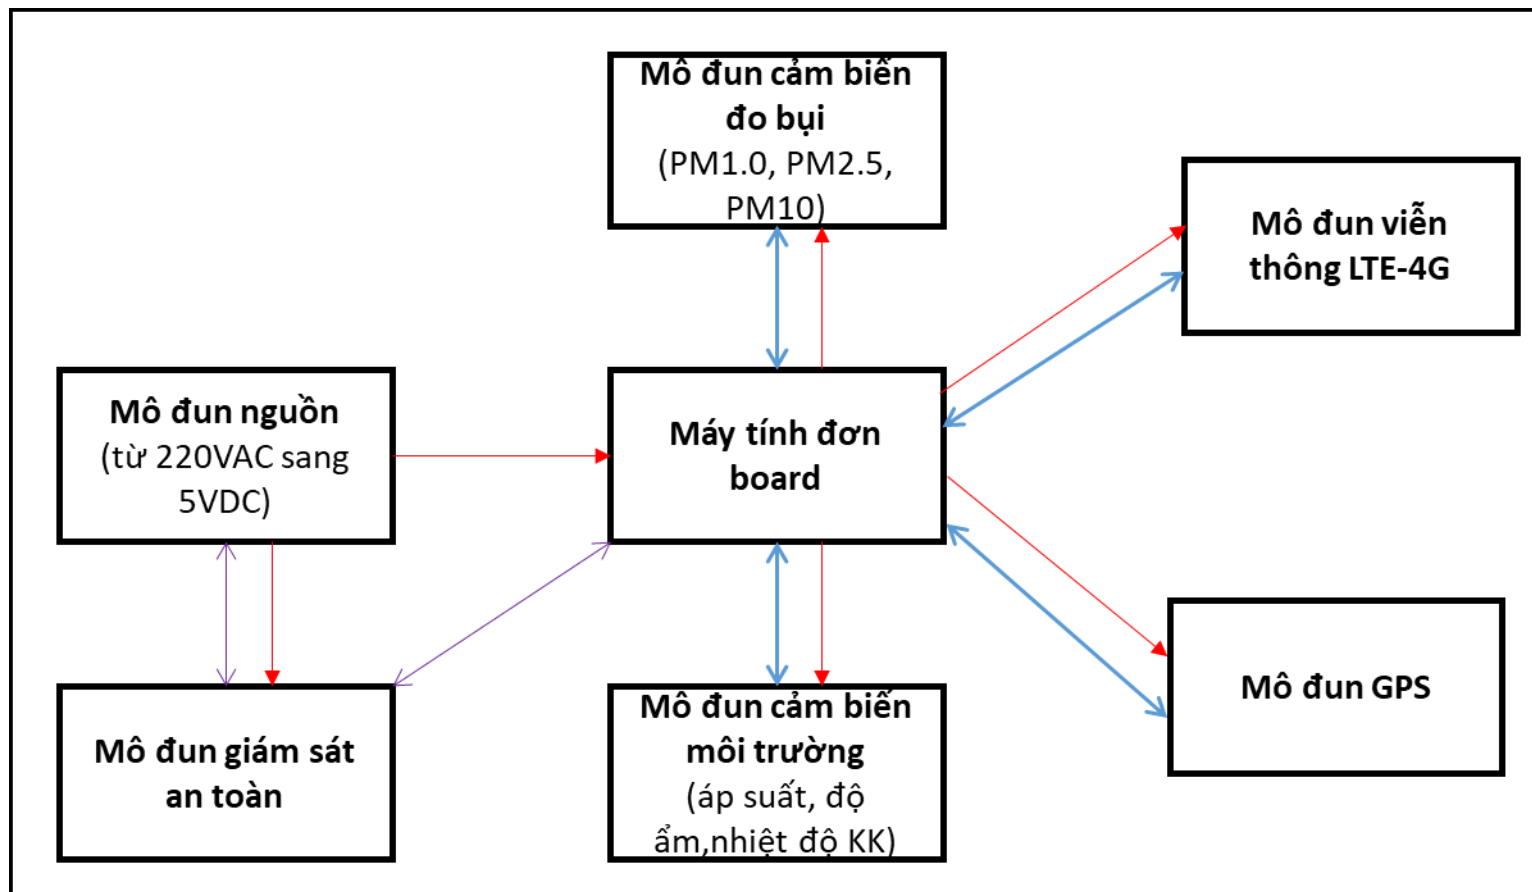 Mô đun cảm biến
đo bụi
(PM1.0, PM2.5,
PM10)
Mô đun viễn
thông LTE-4G
Mô đun nguồn
(từ 220VAC sang
5VDC)
Máy tính đơn
board
Mô đun giám sát
an toàn
Mô đun cảm biến
môi trường
(áp suất, độ
ẩm,nhiệt độ KK)
Mô đun GPS